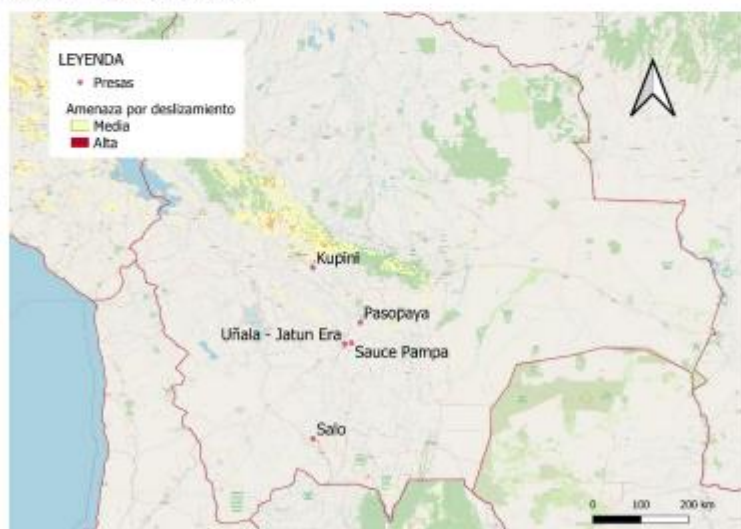 LEYENDA
Presas
Amenaza por deslizamiento
Media
Alta
Kupini
Pasopaya
Uñala - Jatun Era
Sauce Pampa
Salo
0 100 200 km